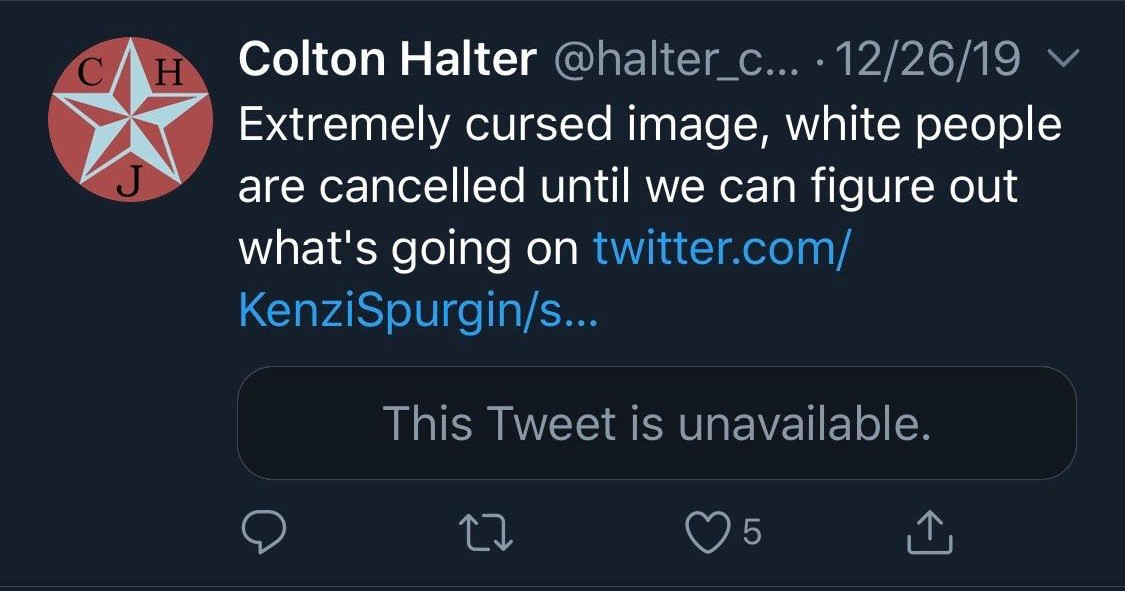 C H
J
Colton Halter @halter_c... · 12/26/19
Extremely cursed image, white people
are cancelled until we can figure out
what's going on twitter.com/
KenziSpurgin/s...
This Tweet is unavailable.
5